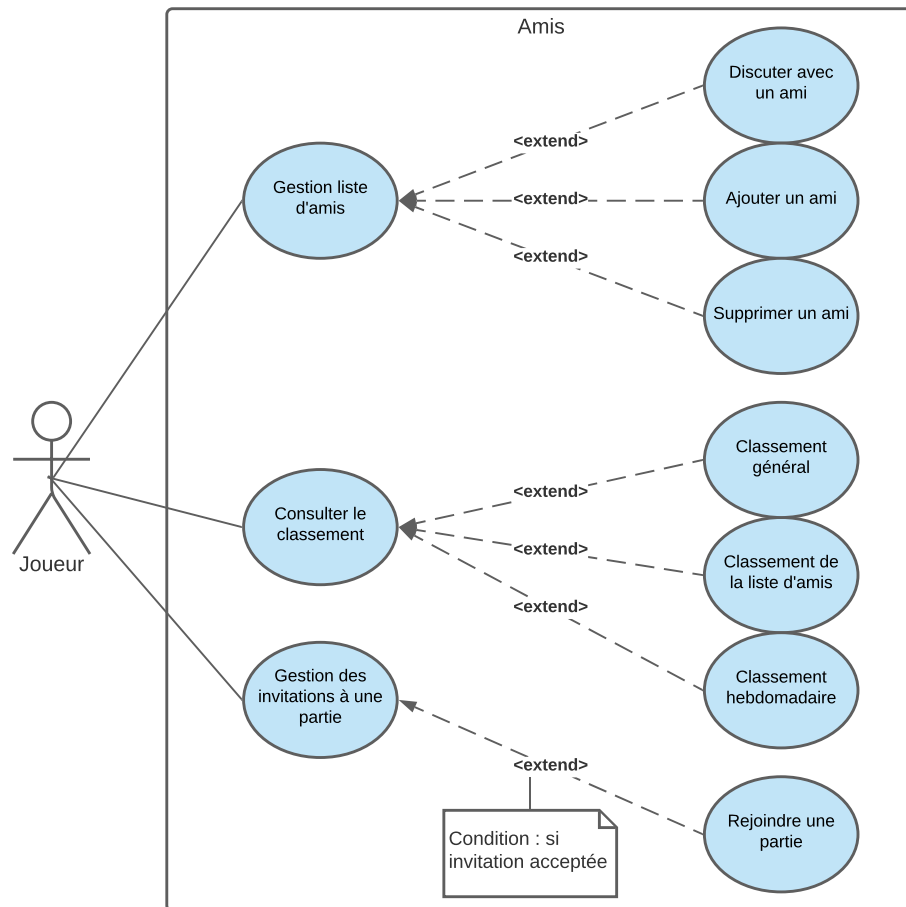 Amis
Discuter avec
un ami
<extend>
Gestion liste
d'amis
<extend>
Ajouter un ami
<extend>
Supprimer un ami
Joueur
Consulter le
classement
<extend>
Classement
général
<extend>
Classement de
la liste d'amis
<extend>
Classement
hebdomadaire
Gestion des
invitations à une
partie
<extend>
Rejoindre une
partie
Condition : si
invitation acceptée